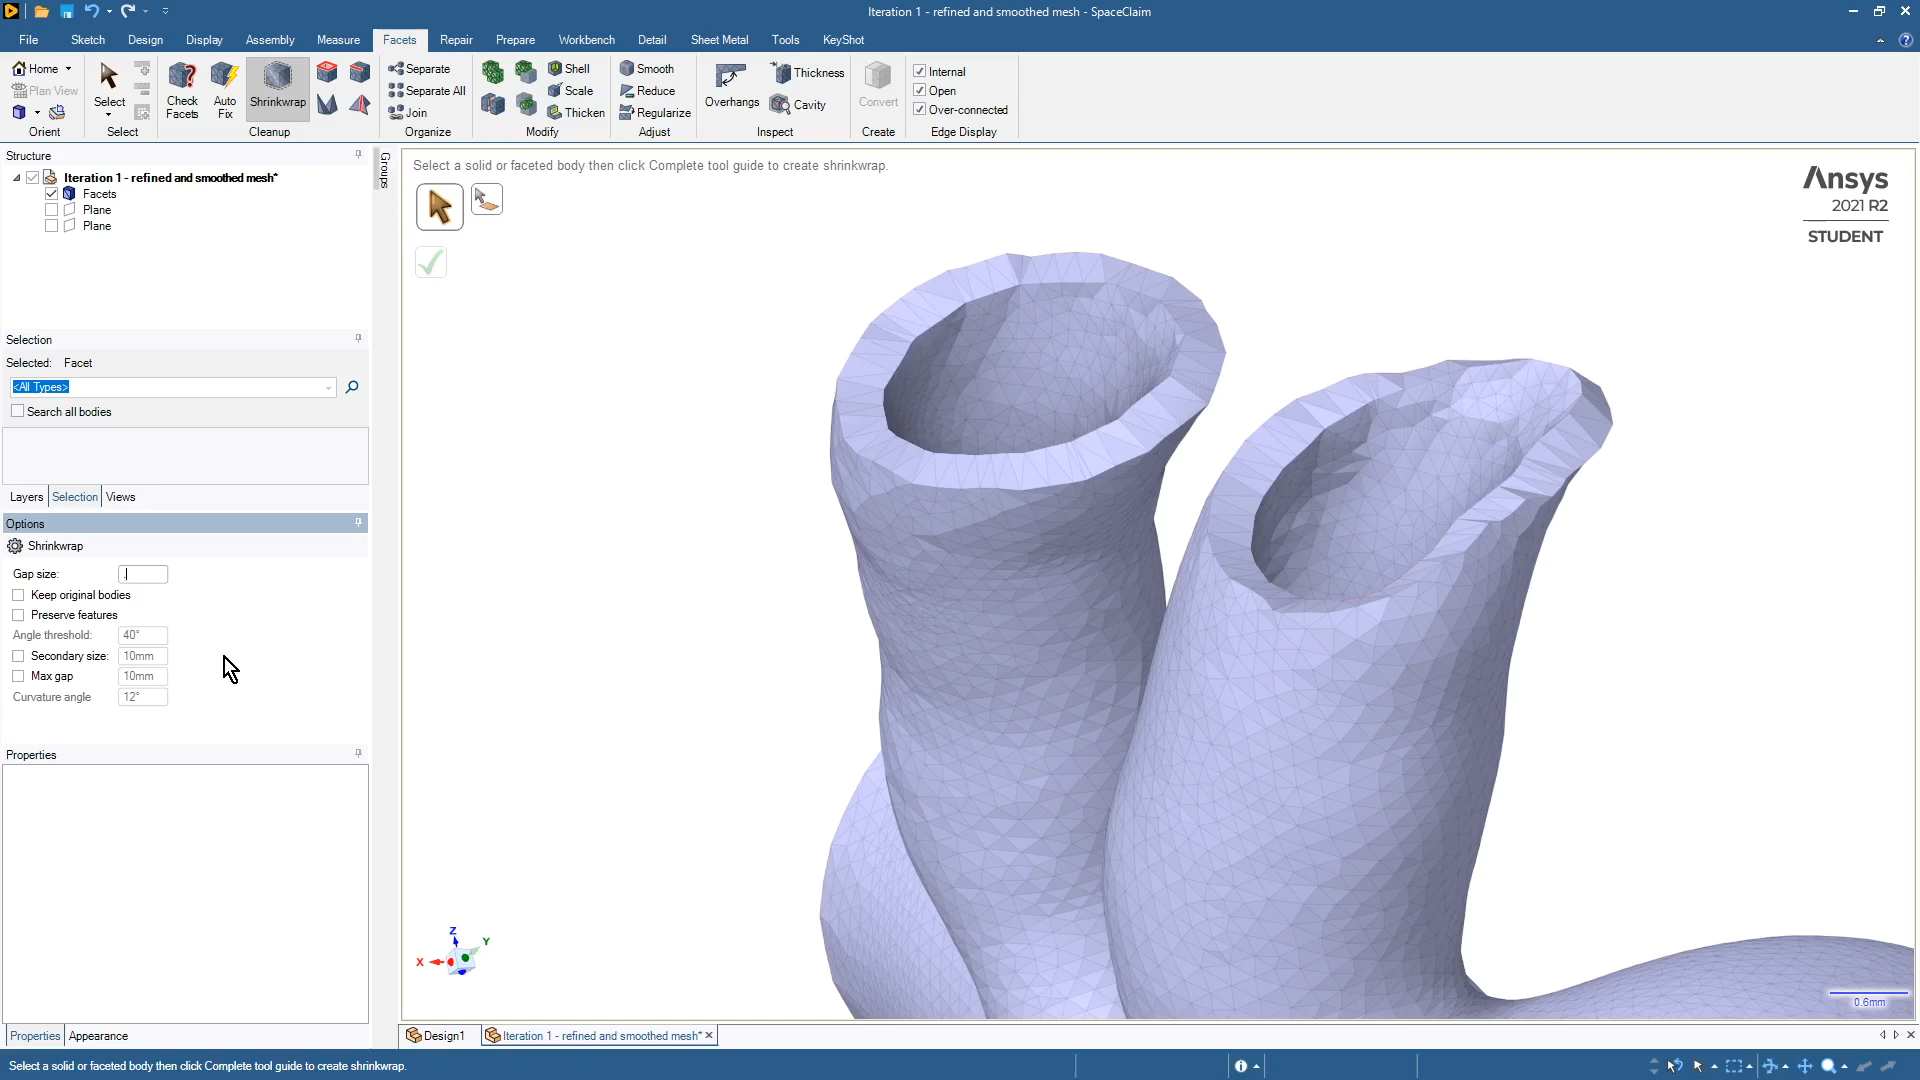 Iteration 1 - refined and smoothed mesh - SpaceClaim
File Sketch Design Display Assembly Measure Facets Repair Prepare Workbench Detail Sheet Metal Tools KeyShot
Home
Plan View
Orient
Select
Select
Check Facets
Auto Fix
Shrinkwrap
Cleanup
Separate
Separate All
Join
Organize
Shell
Scale
Thicken
Modify
Smooth
Reduce
Regularize
Adjust
Overhangs
Thickness
Cavity
Inspect
Convert
Create
Internal
Open
Over-connected
Edge Display
Structure
Iteration 1 - refined and smoothed mesh*
Facets
Plane
Plane
Groups
Selection
Selected: Facet
<All Types>
Search all bodies
Layers Selection Views
Options
Shrinkwrap
Gap size: .
Keep original bodies
Preserve features
Angle threshold: 40°
Secondary size: 10mm
Max gap 10mm
Curvature angle 12°
Properties
Properties Appearance
Select a solid or faceted body then click Complete tool guide to create shrinkwrap.
Ansys
2021 R2
STUDENT
Z
Y
X
0.6mm
Design1
Iteration 1 - refined and smoothed mesh*
Select a solid or faceted body then click Complete tool guide to create shrinkwrap.